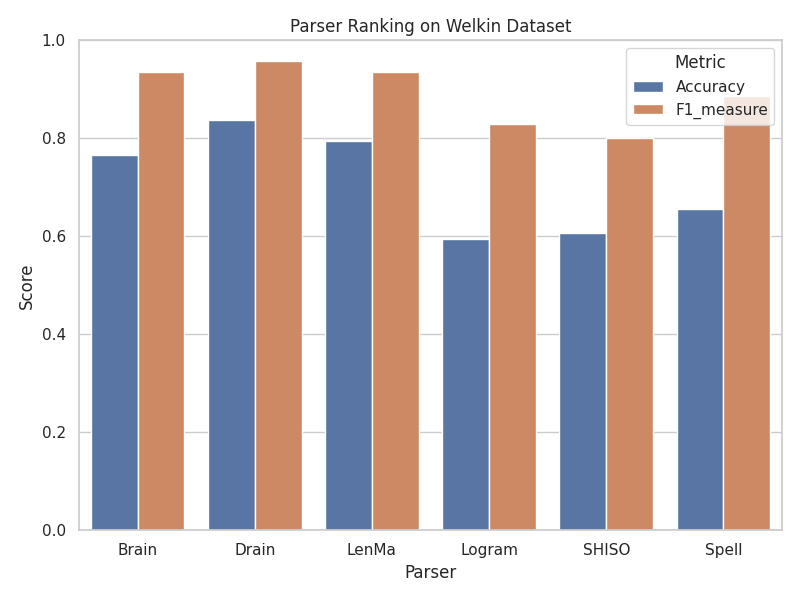 Parser Ranking on Welkin Dataset
Metric
Accuracy
F1_measure
Score
1.0
0.8
0.6
0.4
0.2
0.0
Brain Drain LenMa Logram SHISO Spell
Parser